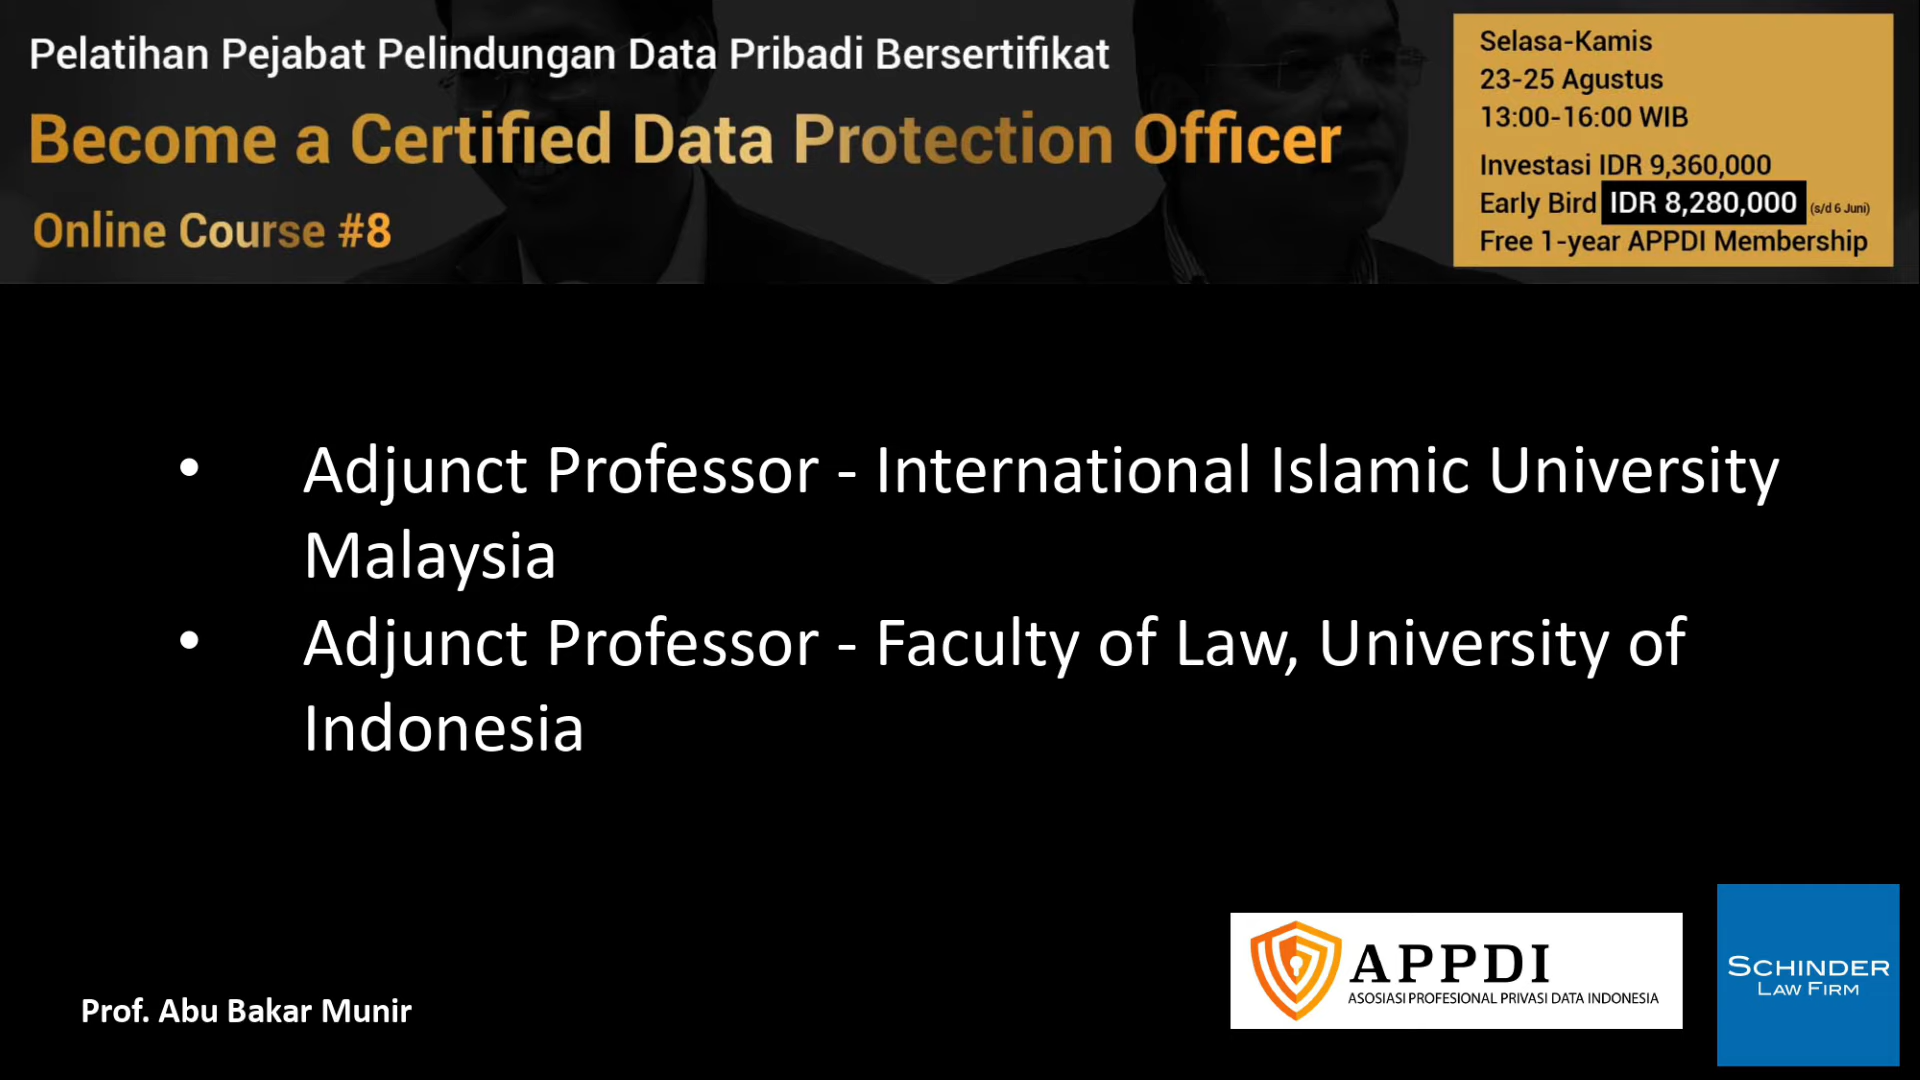 Pelatihan Pejabat Pelindungan Data Pribadi Bersertifikat
Become a Certified Data Protection Officer
Online Course #8
Selasa-Kamis
23-25 Agustus
13:00-16:00 WIB
Investasi IDR 9,360,000
Early Bird IDR 8,280,000 (s/d 6 Juni)
Free 1-year APPDI Membership
• Adjunct Professor - International Islamic University
Malaysia
• Adjunct Professor - Faculty of Law, University of
Indonesia
Prof. Abu Bakar Munir
APPDI
ASOSIASI PROFESIONAL PRIVASI DATA INDONESIA
SCHINDER
LAW FIRM